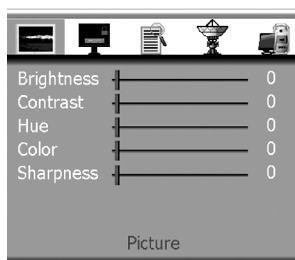 Brightness 0
Contrast 0
Hue 0
Color 0
Sharpness 0
Picture